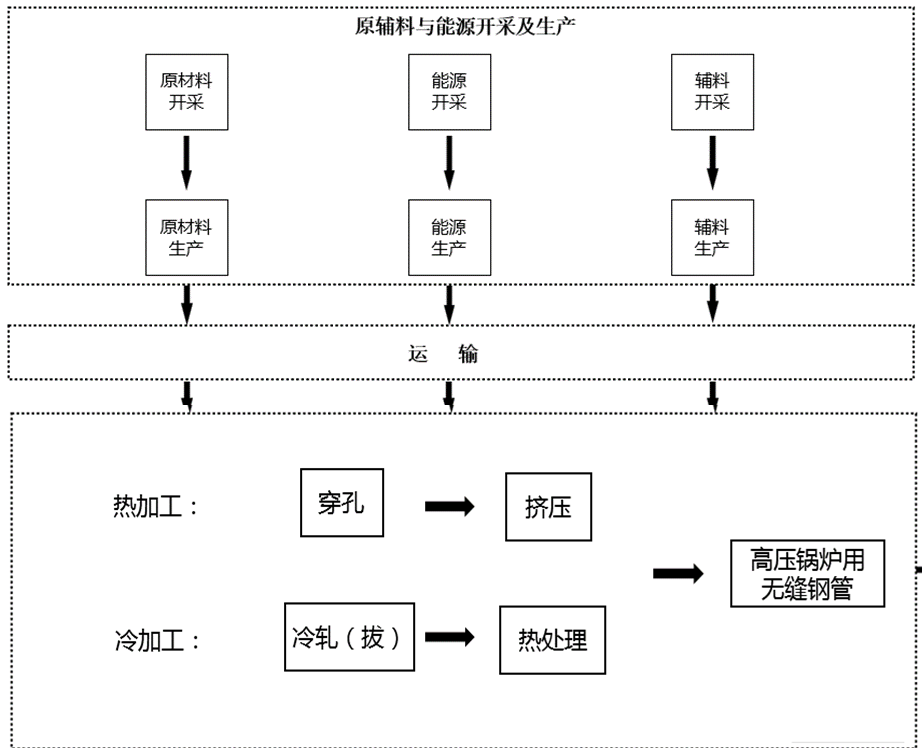 原辅料与能源开采及生产
原材料
开采
能源
开采
辅料
开采
原材料
生产
能源
生产
辅料
生产
运 输
热加工：
穿孔
挤压
高压锅炉用
无缝钢管
冷加工：
冷轧（拔）
热处理